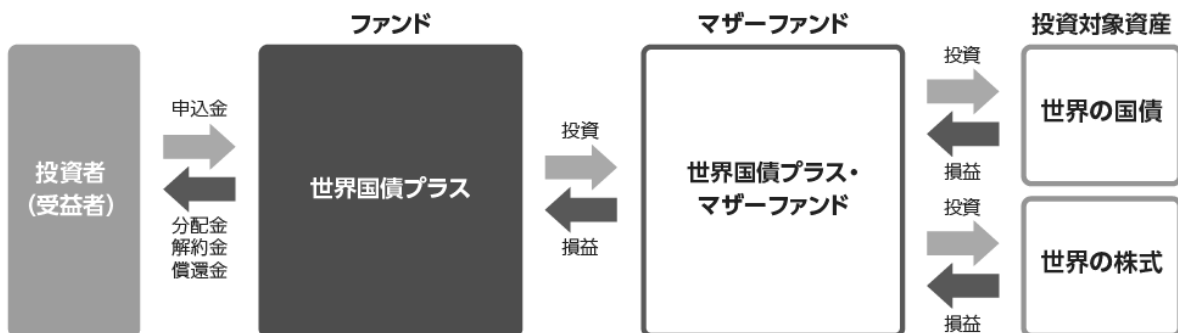 ファンド
マザーファンド
投資対象資産
投資者
（受益者）
申込金
分配金
解約金
償還金
世界国債プラス
投資
損益
世界国債プラス・
マザーファンド
投資
損益
世界の国債
投資
損益
世界の株式